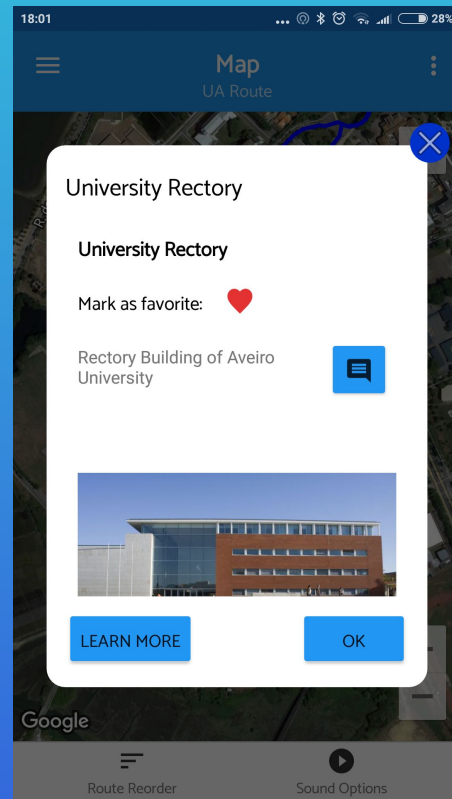 18:01
... 28%
Map
UA Route
University Rectory
University Rectory
Mark as favorite:
Rectory Building of Aveiro
University
LEARN MORE
OK
Google
Route Reorder
Sound Options